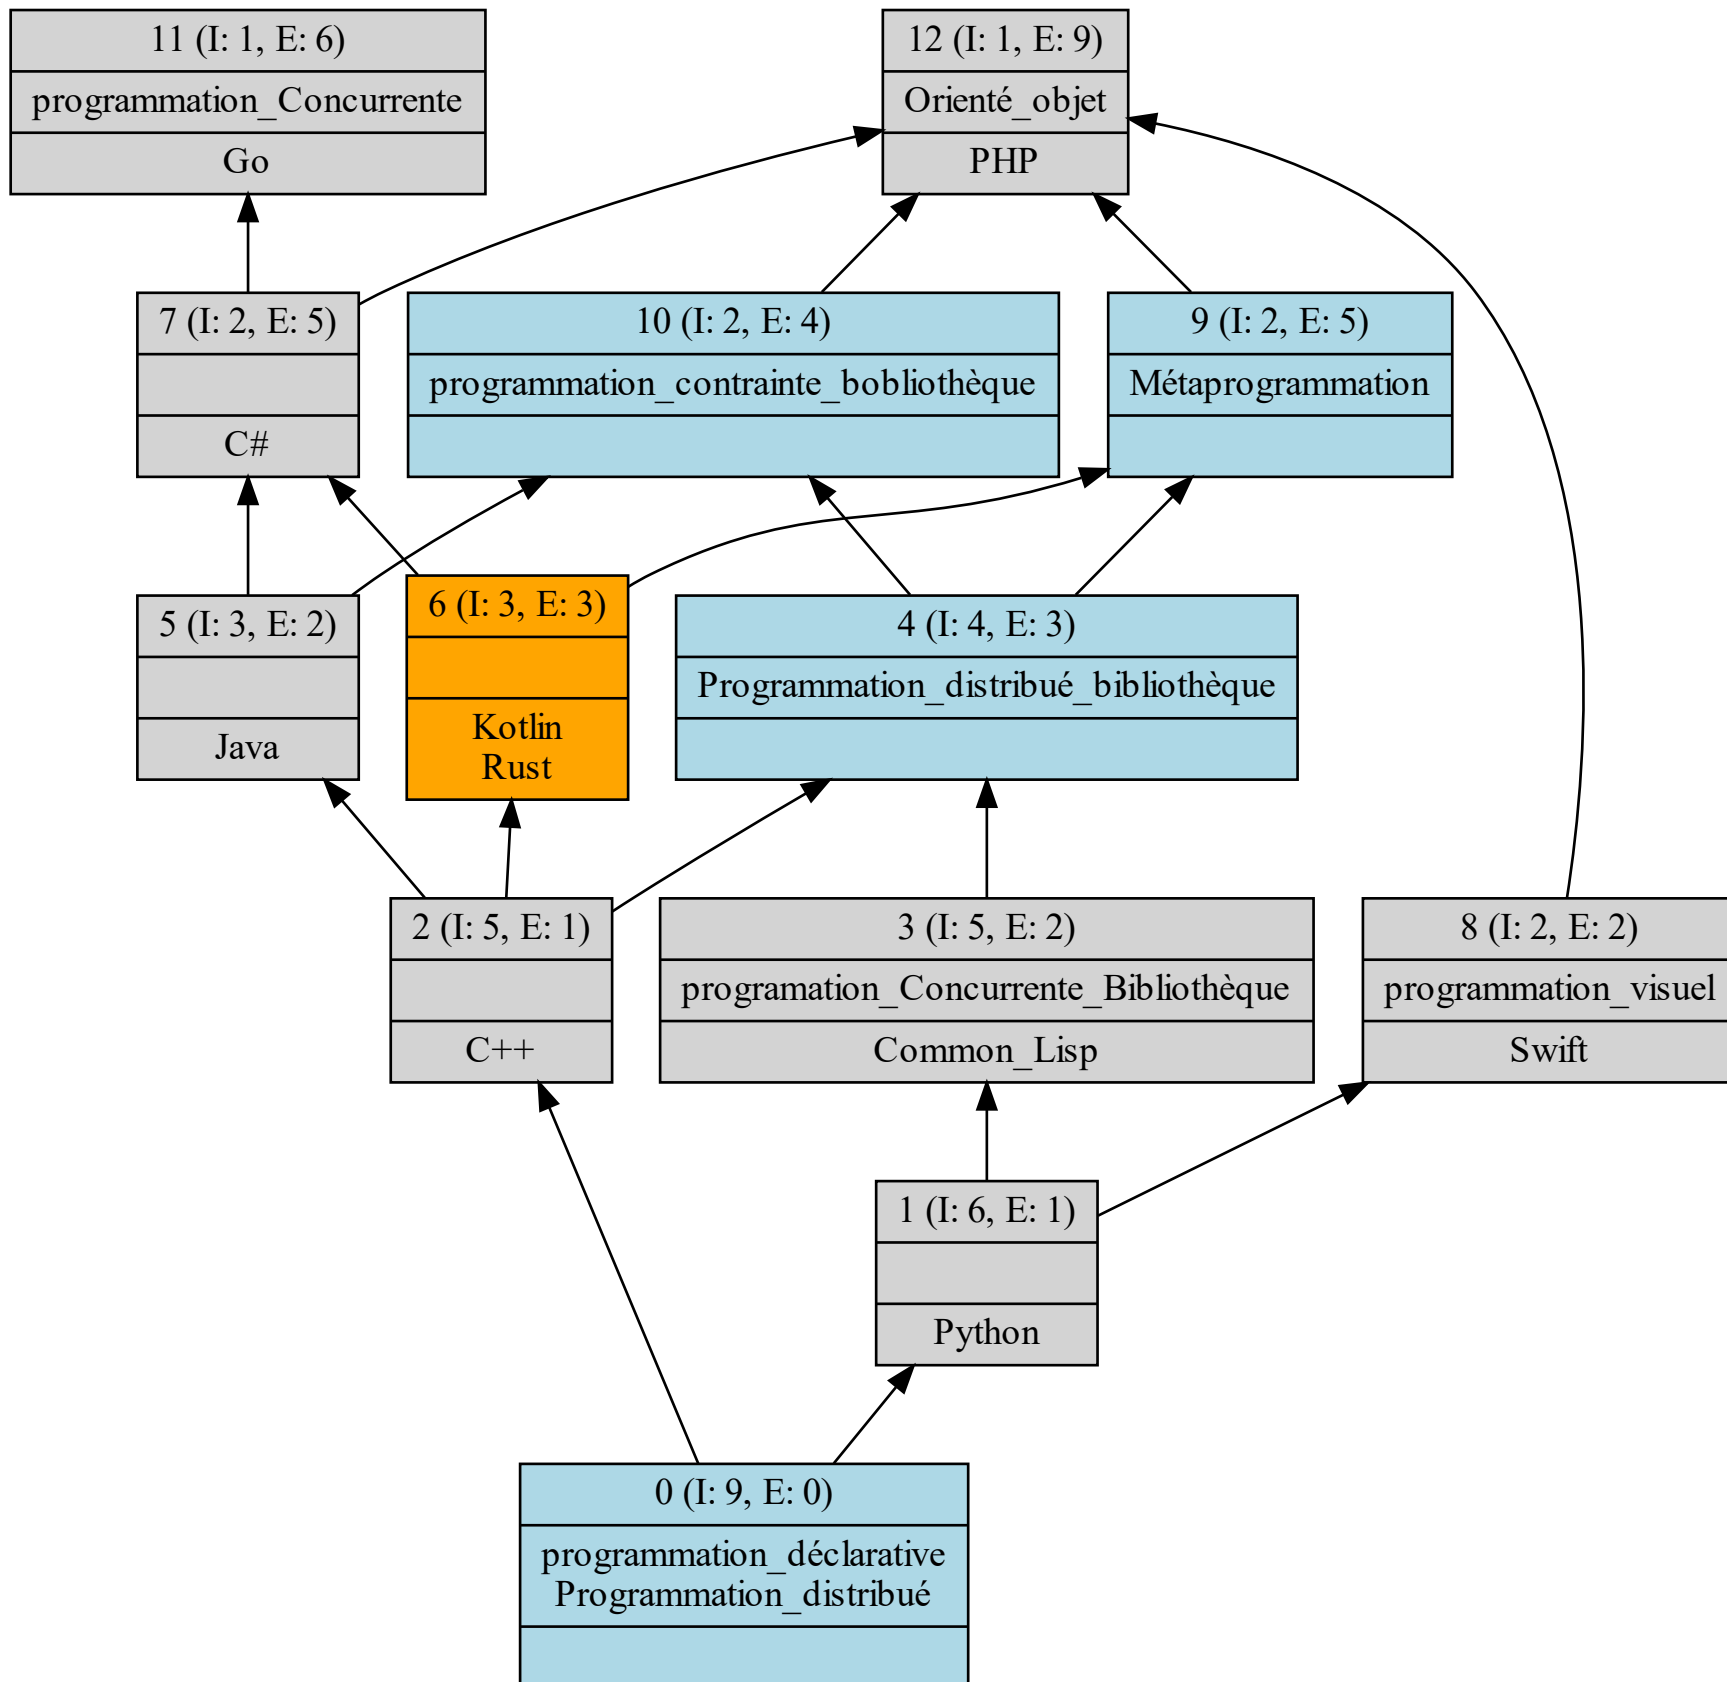 11 (I: 1, E: 6)
programmation_Concurrente
Go
12 (I: 1, E: 9)
Orienté_objet
PHP
7 (I: 2, E: 5)
C#
10 (I: 2, E: 4)
programmation_contrainte_bobliothèque
9 (I: 2, E: 5)
Métaprogrammation
5 (I: 3, E: 2)
Java
6 (I: 3, E: 3)
Kotlin
Rust
4 (I: 4, E: 3)
Programmation_distribué_bibliothèque
2 (I: 5, E: 1)
C++
3 (I: 5, E: 2)
programation_Concurrente_Bibliothèque
Common_Lisp
8 (I: 2, E: 2)
programmation_visuel
Swift
1 (I: 6, E: 1)
Python
0 (I: 9, E: 0)
programmation_déclarative
Programmation_distribué